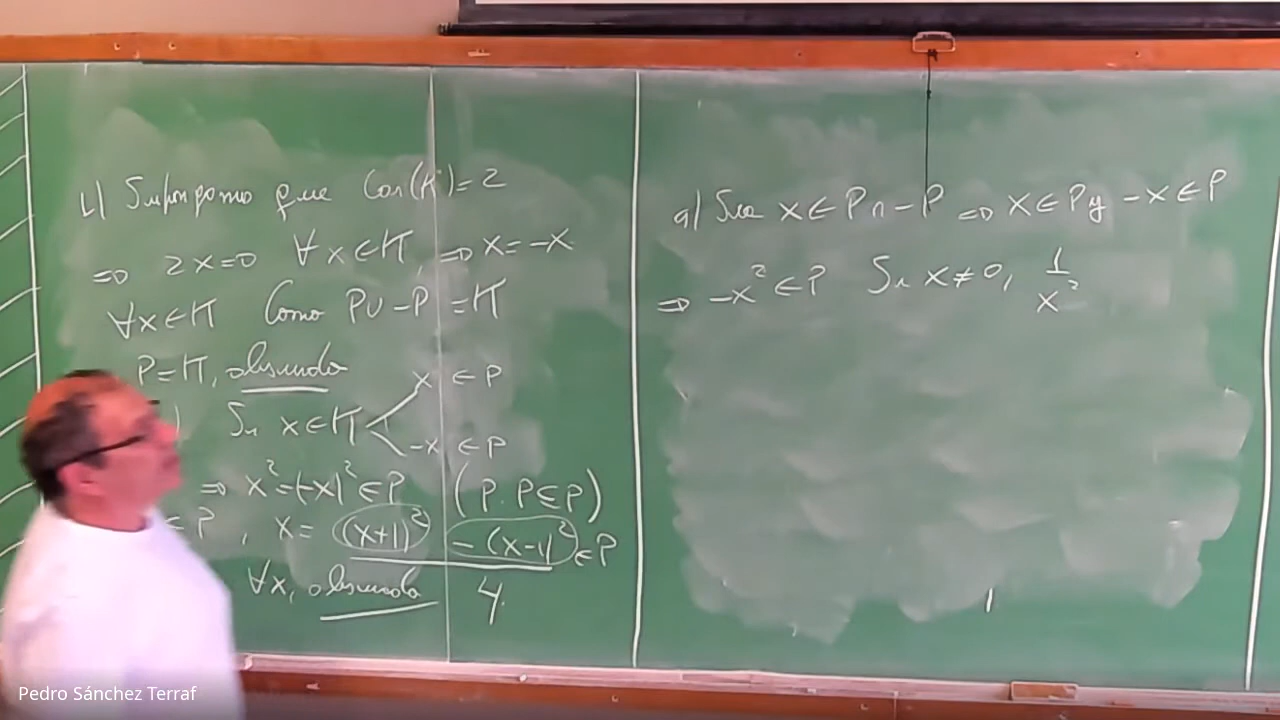 b) Supongamos que Car(K)=2
⇒ 2x=0 ∀x∈K, ⇒ x=-x
∀x∈K Como P∪-P=K
P=K, absurdo
) Si x∈K < x ∈P
-x ∈P
⇒ x²=(-x)²∈P (P.P⊆P)
∈P, x= (x+1)² -(x-1)² ∈P
4
∀x, absurdo
a) Sea x∈P∩-P ⇒ x∈P y -x∈P
⇒ -x²∈P Si x≠0, 1/x²
Pedro Sánchez Terraf